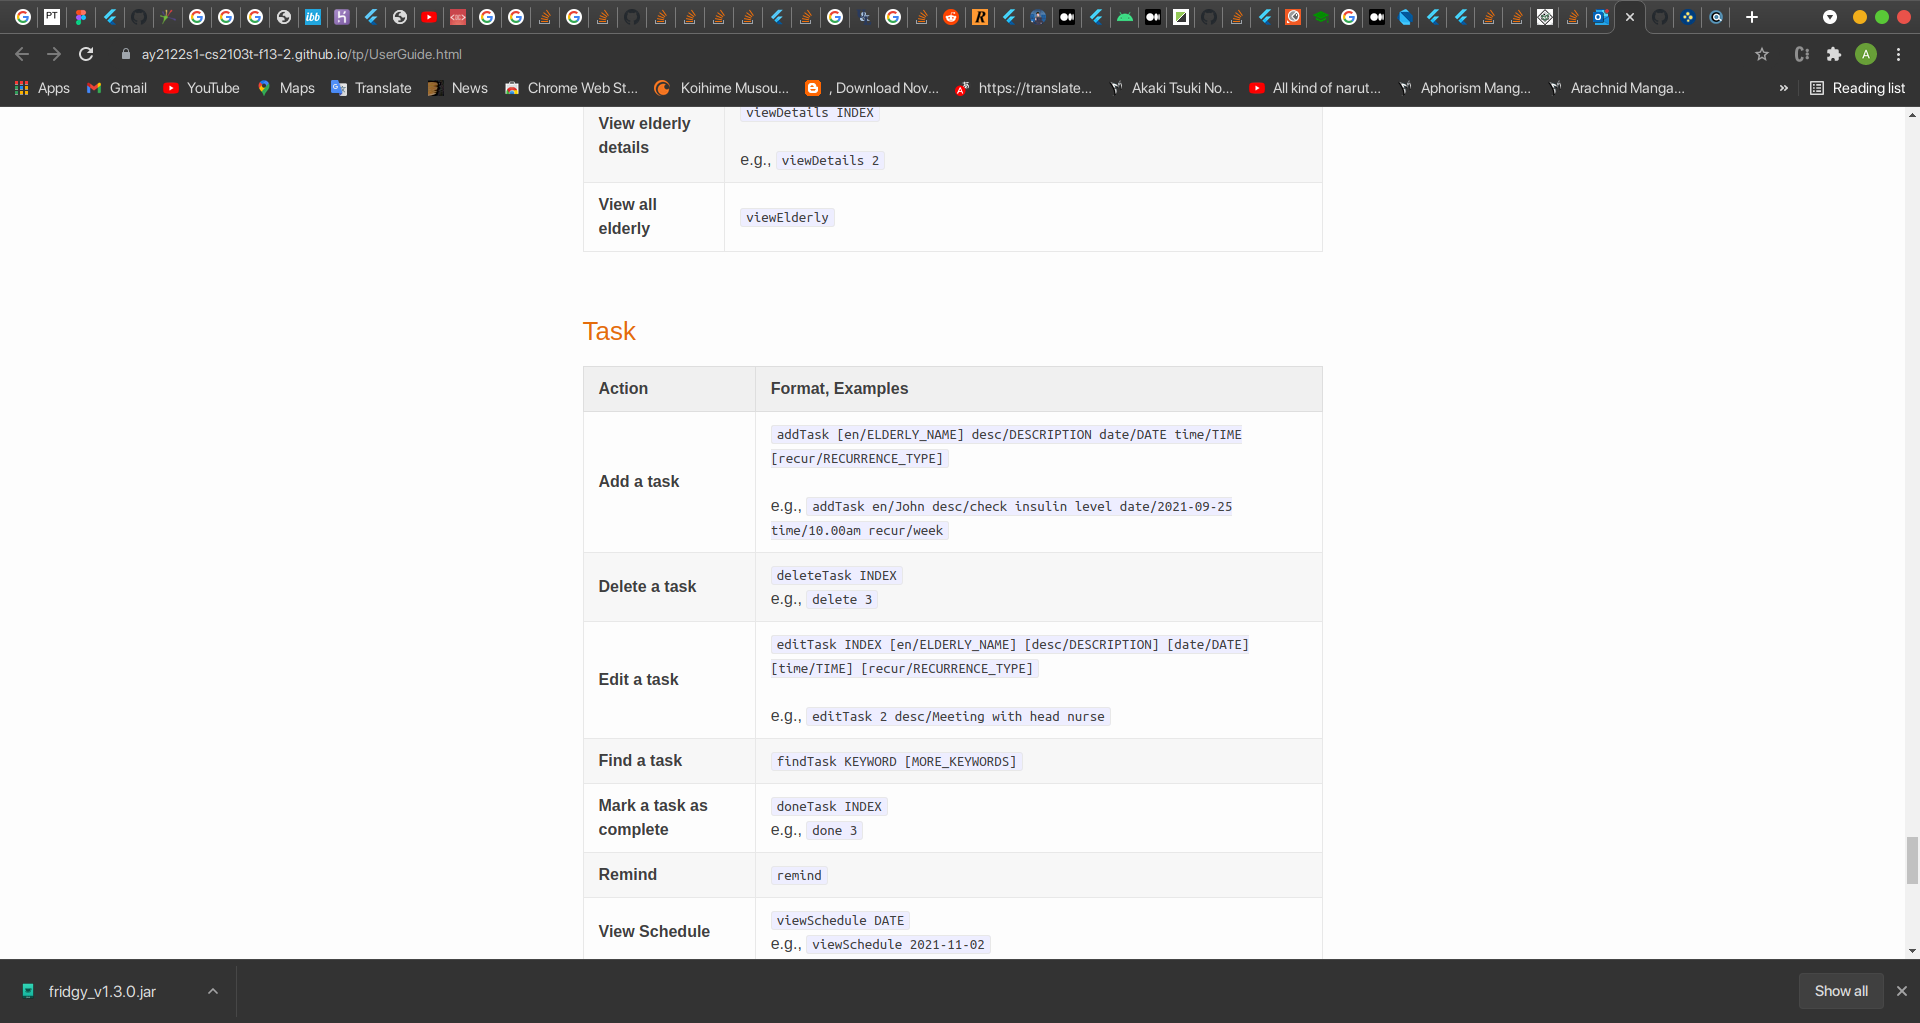 PT
ibb
R
ay2122s1-cs2103t-f13-2.github.io/tp/UserGuide.html
A
Apps
Gmail
YouTube
Maps
Translate
News
Chrome Web St...
Koihime Musou...
, Download Nov...
https://translate...
Akaki Tsuki No...
All kind of narut...
Aphorism Mang...
Arachnid Manga...
»
Reading list
View elderly
details
viewDetails INDEX
e.g., viewDetails 2
View all
elderly
viewElderly
Task
Action
Format, Examples
Add a task
addTask [en/ELDERLY_NAME] desc/DESCRIPTION date/DATE time/TIME
[recur/RECURRENCE_TYPE]
e.g., addTask en/John desc/check insulin level date/2021-09-25
time/10.00am recur/week
Delete a task
deleteTask INDEX
e.g., delete 3
Edit a task
editTask INDEX [en/ELDERLY_NAME] [desc/DESCRIPTION] [date/DATE]
[time/TIME] [recur/RECURRENCE_TYPE]
e.g., editTask 2 desc/Meeting with head nurse
Find a task
findTask KEYWORD [MORE_KEYWORDS]
Mark a task as
complete
doneTask INDEX
e.g., done 3
Remind
remind
View Schedule
viewSchedule DATE
e.g., viewSchedule 2021-11-02
fridgy_v1.3.0.jar
Show all